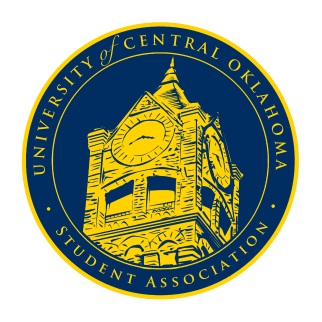 UNIVERSITY of CENTRAL OKLAHOMA
• STUDENT ASSOCIATION •